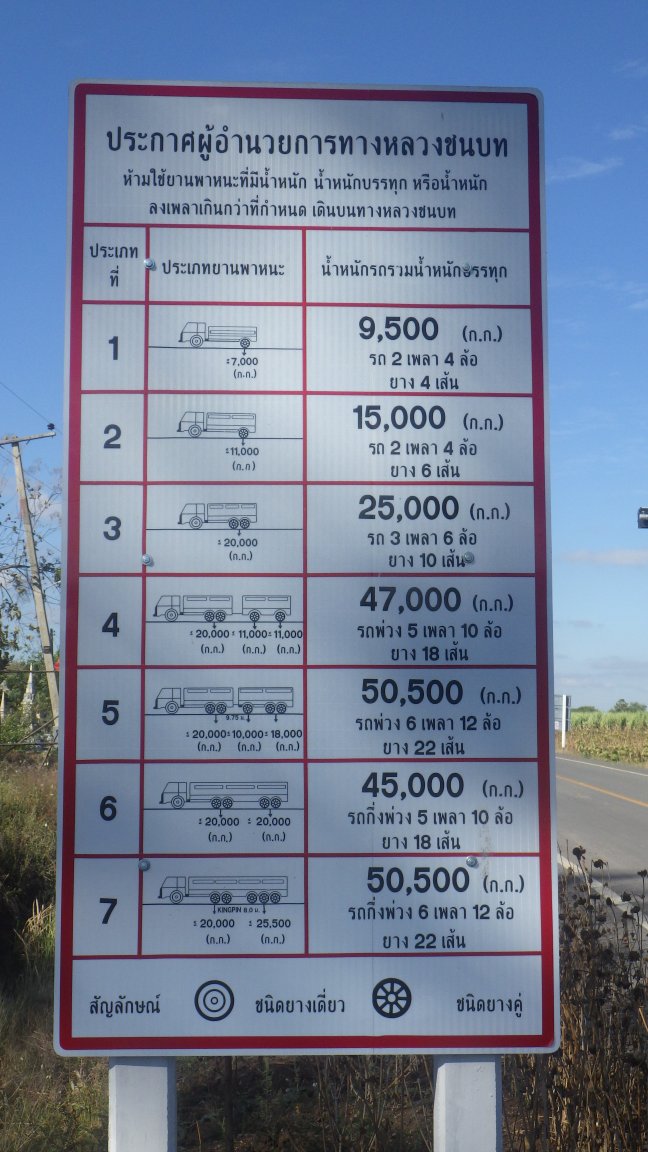 ประกาศผู้อำนวยการทางหลวงชนบท
ห้ามใช้ยานพาหนะที่มีน้ำหนัก น้ำหนักบรรทุก หรือน้ำหนัก
ลงเพลาเกินกว่าที่กำหนด เดินบนทางหลวงชนบท
ประเภท
ที่
ประเภทยานพาหนะ
น้ำหนักรถรวมน้ำหนักบรรทุก
1
≤7,000
(ก.ก.)
9,500 (ก.ก.)
รถ 2 เพลา 4 ล้อ
ยาง 4 เส้น
2
≤11,000
(ก.ก)
15,000 (ก.ก.)
รถ 2 เพลา 4 ล้อ
ยาง 6 เส้น
3
≤ 20,000
(ก.ก.)
25,000 (ก.ก.)
รถ 3 เพลา 6 ล้อ
ยาง 10 เส้น
4
≤ 20,000 ≤ 11,000 ≤ 11,000
(ก.ก.) (ก.ก.) (ก.ก.)
47,000 (ก.ก.)
รถพ่วง 5 เพลา 10 ล้อ
ยาง 18 เส้น
5
9.75 ม.
≤ 20,000 ≤ 10,000 ≤ 18,000
(ก.ก.) (ก.ก.) (ก.ก.)
50,500 (ก.ก.)
รถพ่วง 6 เพลา 12 ล้อ
ยาง 22 เส้น
6
≤ 20,000 ≤ 20,000
(ก.ก.) (ก.ก.)
45,000 (ก.ก.)
รถกึ่งพ่วง 5 เพลา 10 ล้อ
ยาง 18 เส้น
7
KINGPIN 8.0 ม.
≤ 20,000 ≤ 25,500
(ก.ก.) (ก.ก.)
50,500 (ก.ก.)
รถกึ่งพ่วง 6 เพลา 12 ล้อ
ยาง 22 เส้น
สัญลักษณ์ ชนิดยางเดี่ยว ชนิดยางคู่